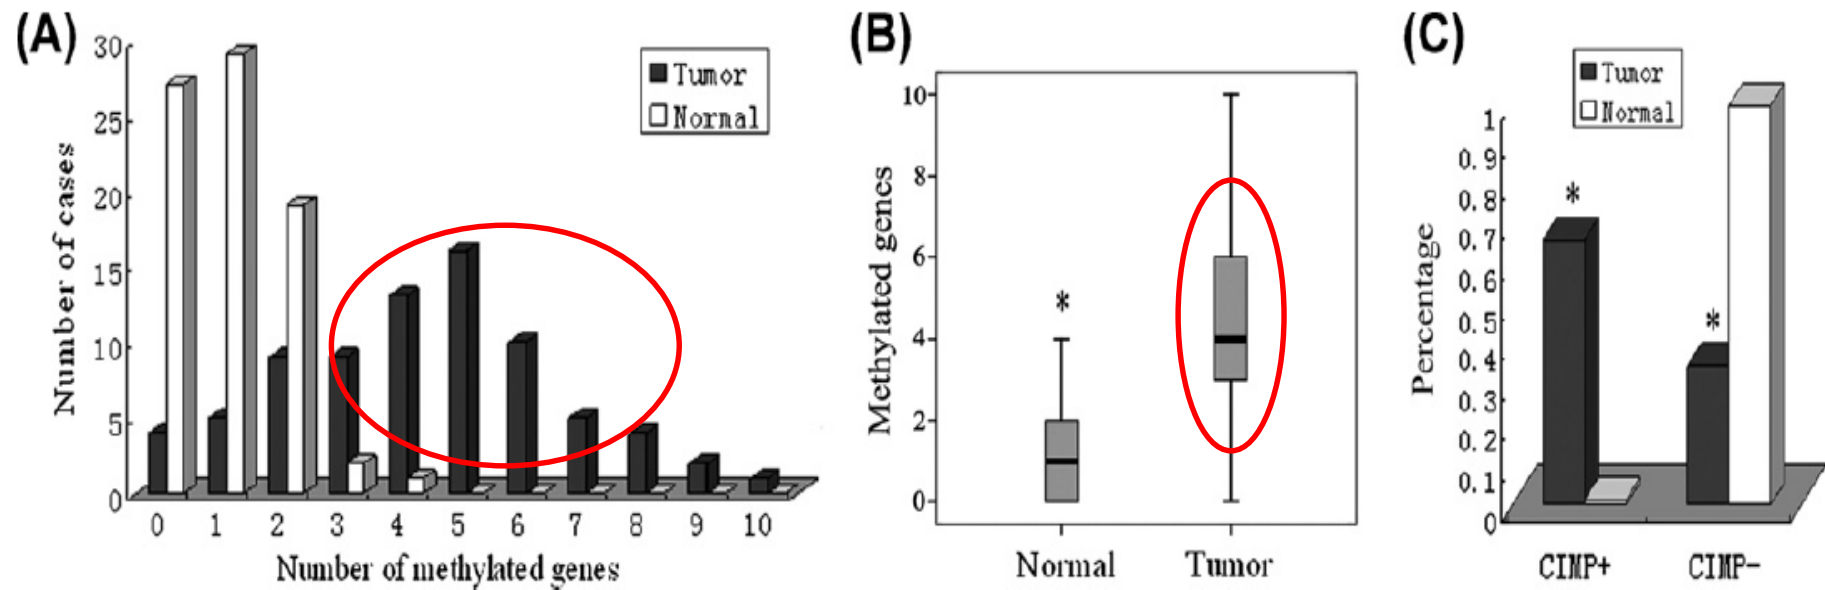 (A)
30
25
20
15
10
5
0
Number of cases
Tumor
Normal
0 1 2 3 4 5 6 7 8 9 10
Number of methylated genes
(B)
10
8
6
4
2
0
Methylated genes
*
Normal Tumor
(C)
Tumor
Normal
1
0.9
0.8
0.7
0.6
0.5
0.4
0.3
0.2
0.1
0
Percentage
*
*
CIMP+ CIMP-